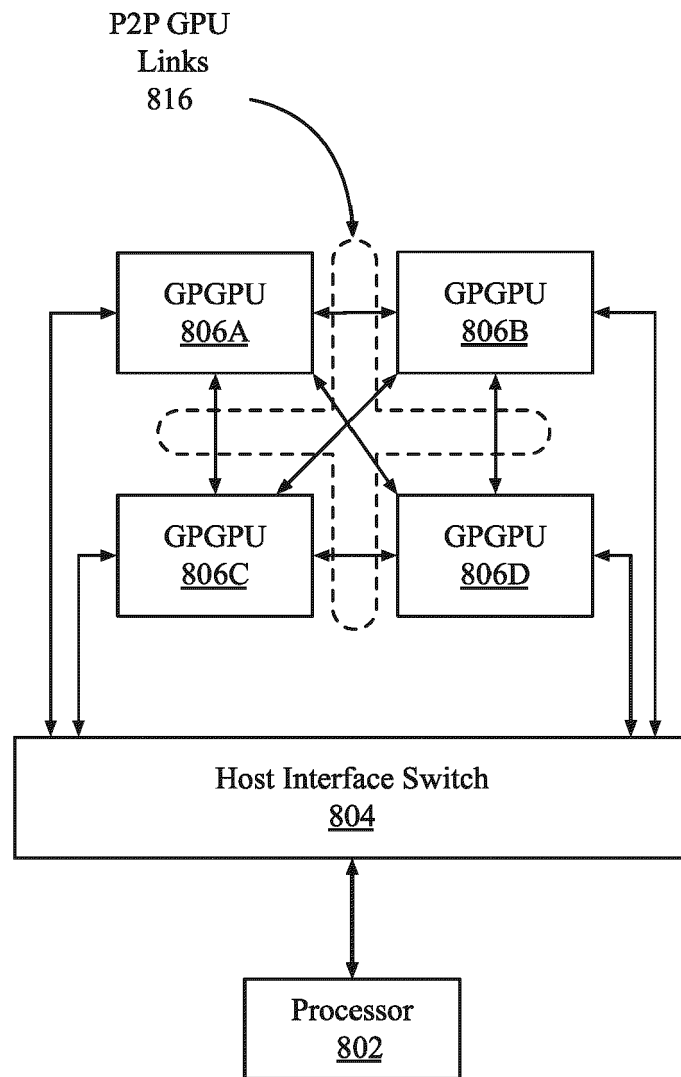 P2P GPU
Links
816
GPGPU
806A
GPGPU
806B
GPGPU
806C
GPGPU
806D
Host Interface Switch
804
Processor
802